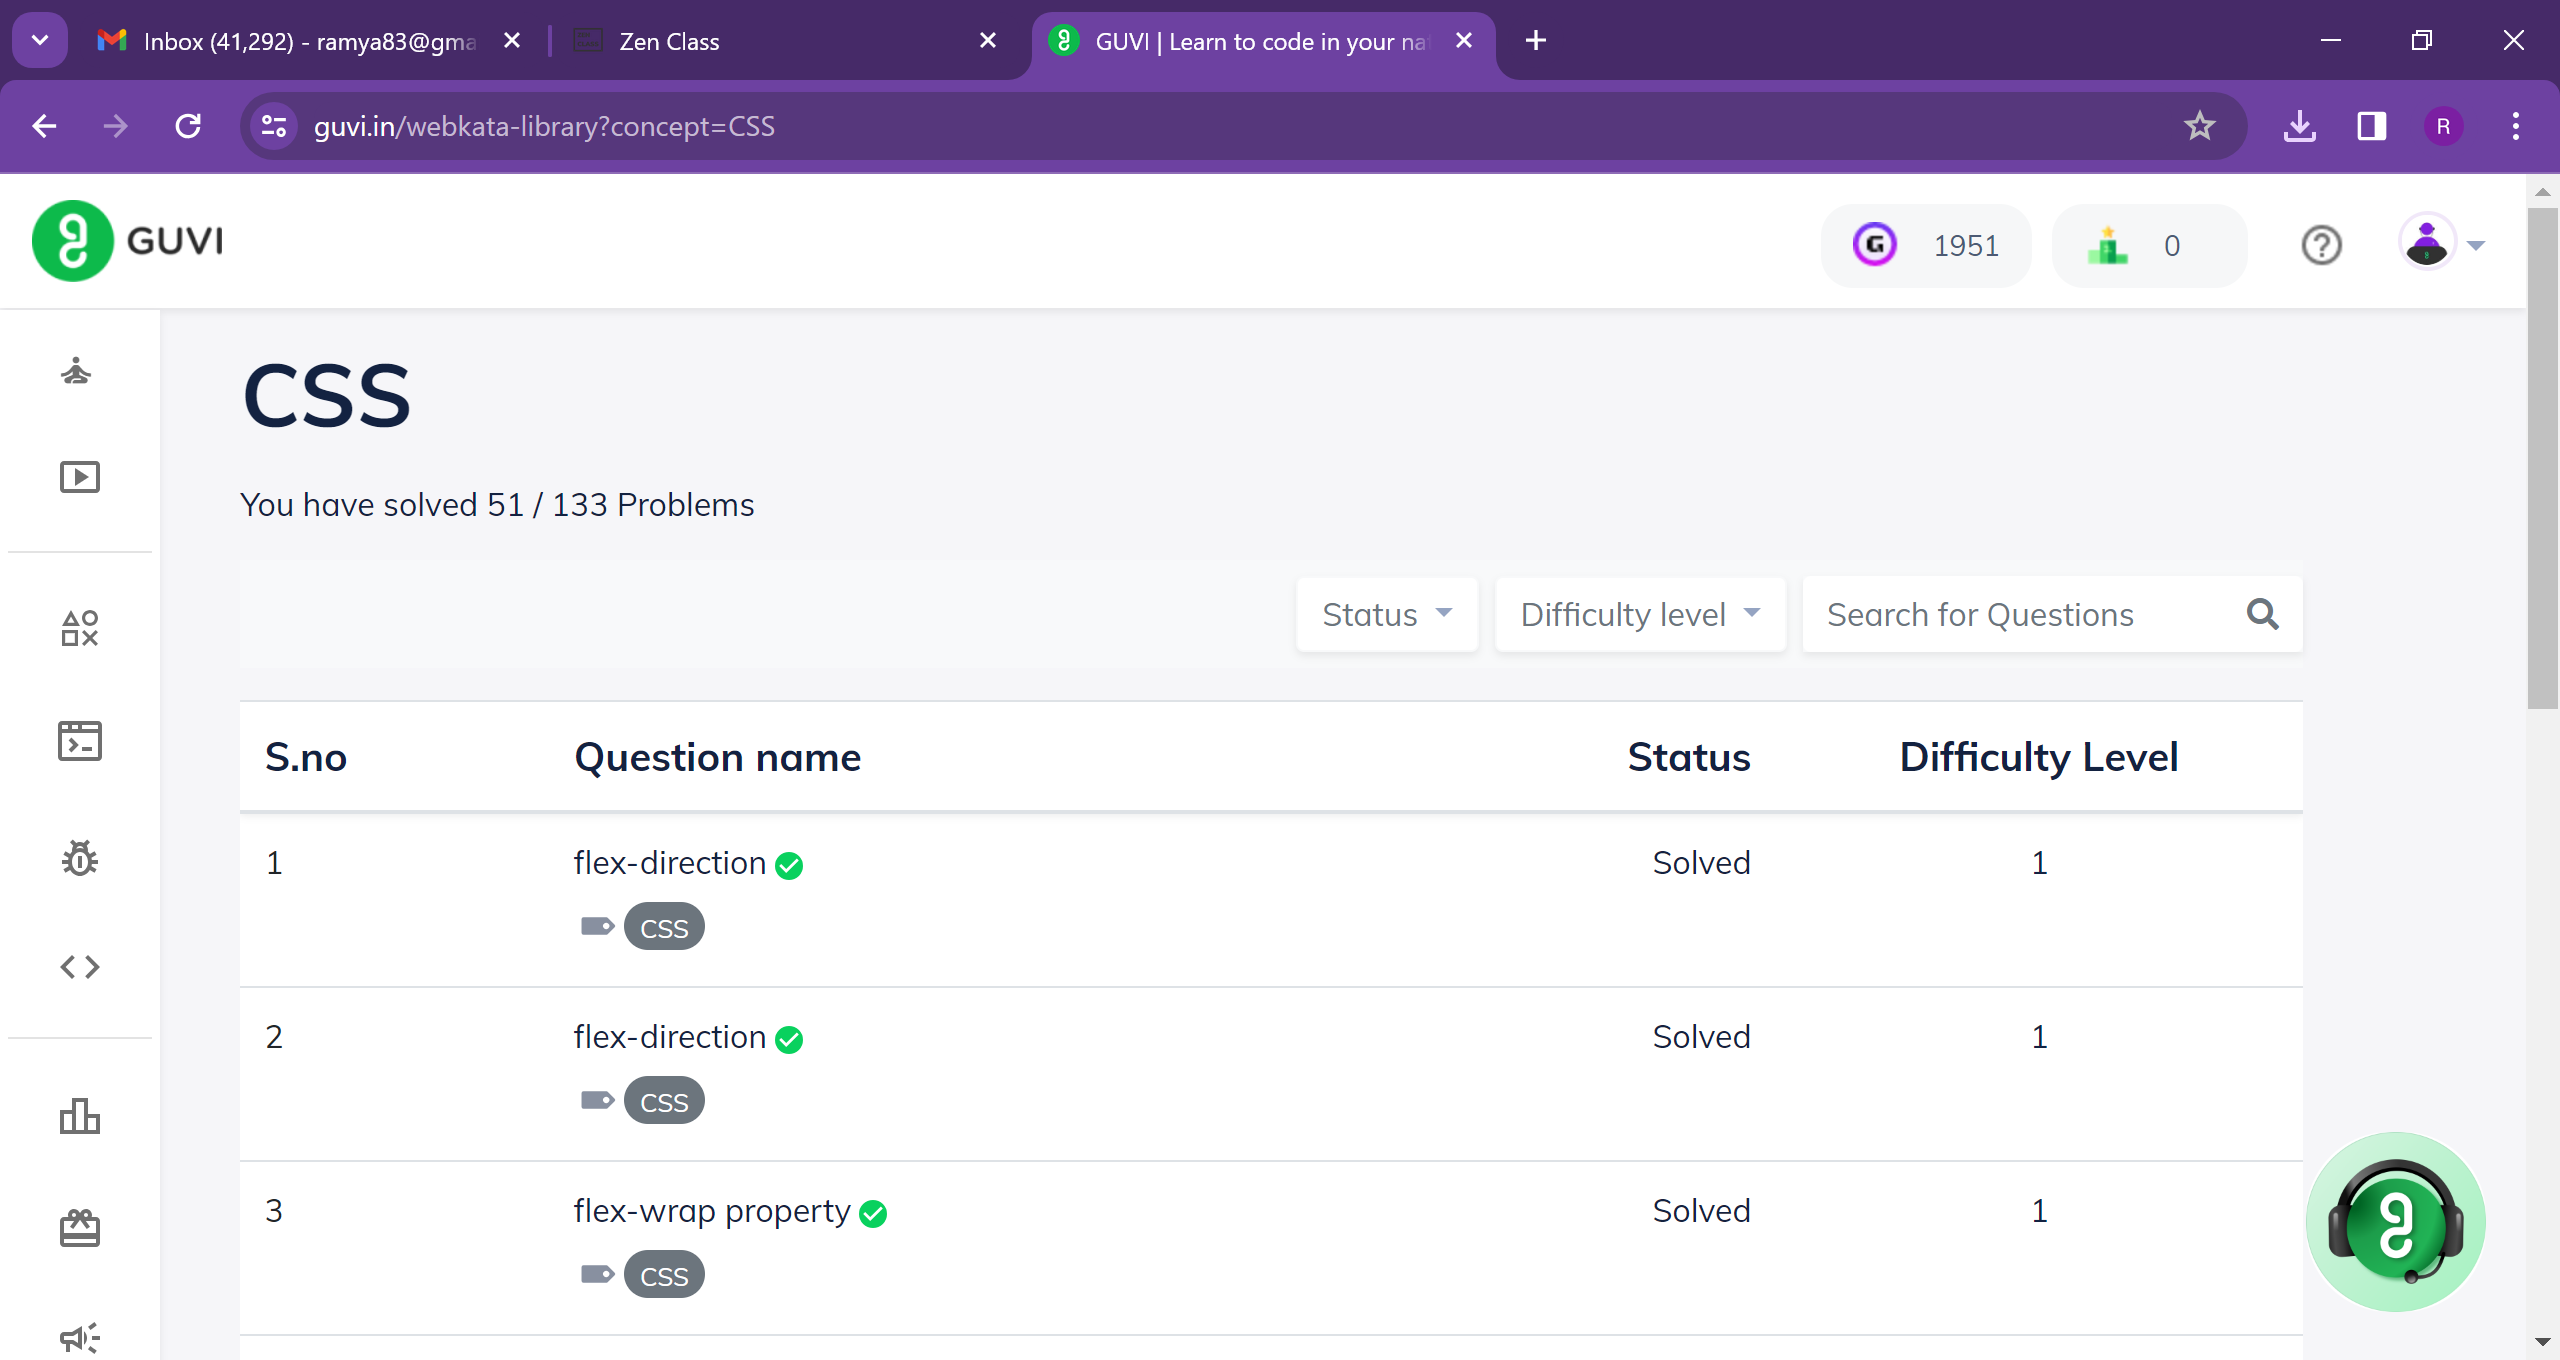 Inbox (41,292) - ramya83@gma
Zen Class
GUVI | Learn to code in your na
guvi.in/webkata-library?concept=CSS
R
GUVI
G
1951
0
CSS
You have solved 51 / 133 Problems
Status
Difficulty level
Search for Questions
S.no Question name Status Difficulty Level
1 flex-direction Solved 1
CSS
2 flex-direction Solved 1
CSS
3 flex-wrap property Solved 1
CSS